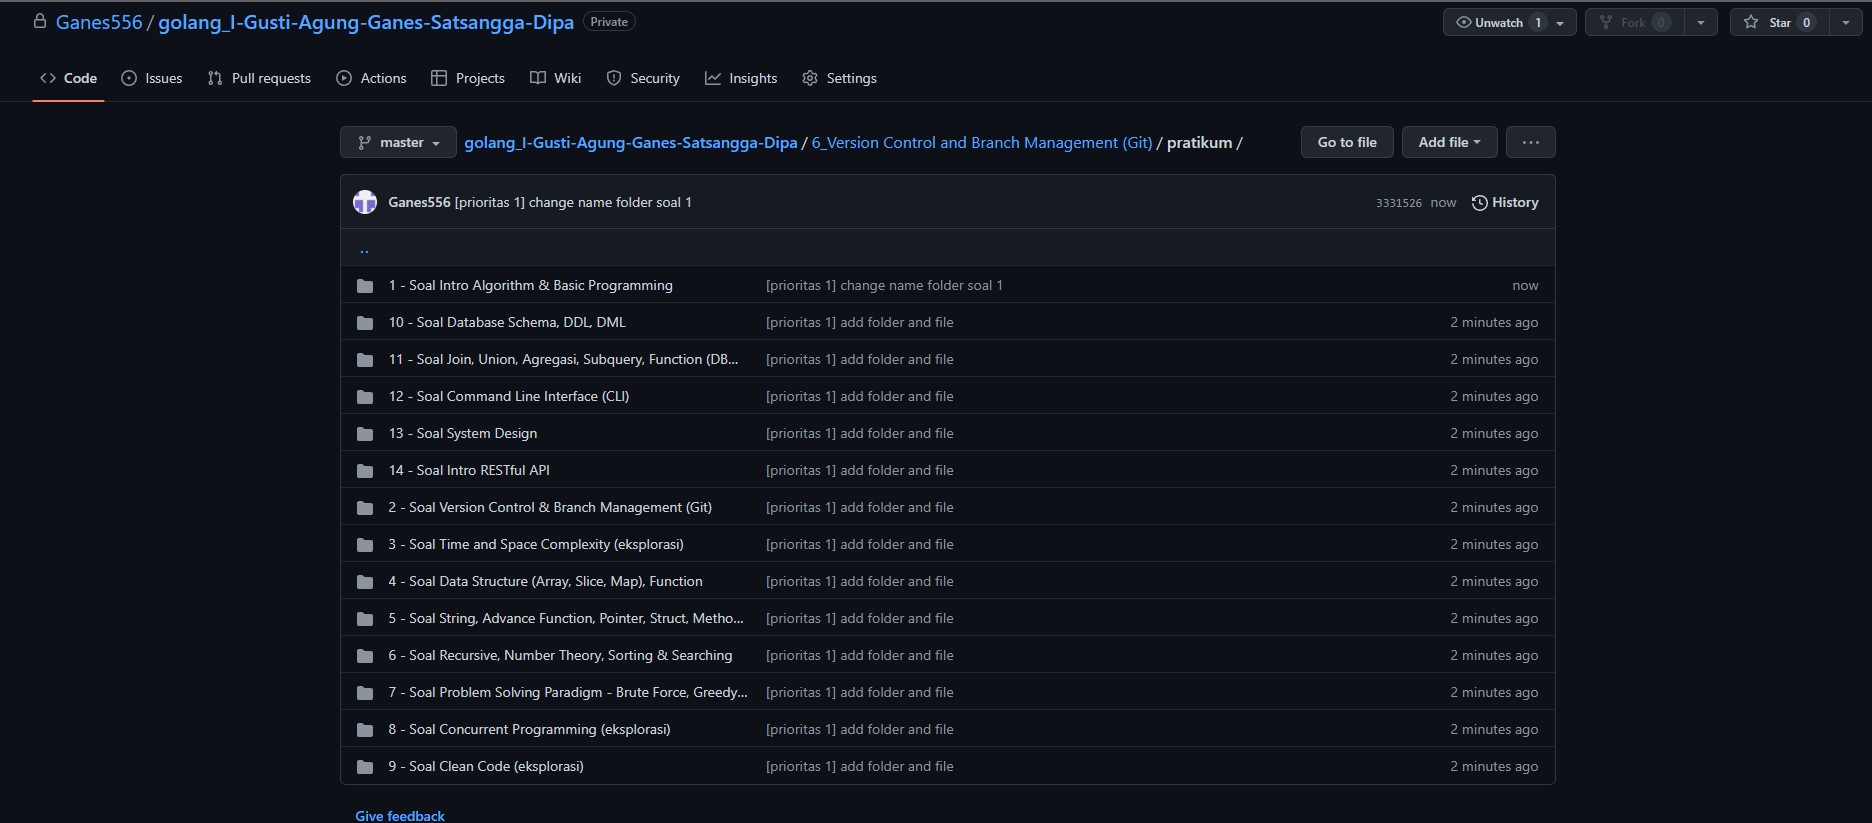 Ganes556 / golang_I-Gusti-Agung-Ganes-Satsangga-Dipa Private Unwatch 1 Fork 0 Star 0
Code Issues Pull requests Actions Projects Wiki Security Insights Settings
master golang_I-Gusti-Agung-Ganes-Satsangga-Dipa / 6_Version Control and Branch Management (Git) / pratikum / Go to file Add file ...
Ganes556 [prioritas 1] change name folder soal 1 3331526 now History
..
1 - Soal Intro Algorithm & Basic Programming [prioritas 1] change name folder soal 1 now
10 - Soal Database Schema, DDL, DML [prioritas 1] add folder and file 2 minutes ago
11 - Soal Join, Union, Agregasi, Subquery, Function (DB... [prioritas 1] add folder and file 2 minutes ago
12 - Soal Command Line Interface (CLI) [prioritas 1] add folder and file 2 minutes ago
13 - Soal System Design [prioritas 1] add folder and file 2 minutes ago
14 - Soal Intro RESTful API [prioritas 1] add folder and file 2 minutes ago
2 - Soal Version Control & Branch Management (Git) [prioritas 1] add folder and file 2 minutes ago
3 - Soal Time and Space Complexity (eksplorasi) [prioritas 1] add folder and file 2 minutes ago
4 - Soal Data Structure (Array, Slice, Map), Function [prioritas 1] add folder and file 2 minutes ago
5 - Soal String, Advance Function, Pointer, Struct, Metho... [prioritas 1] add folder and file 2 minutes ago
6 - Soal Recursive, Number Theory, Sorting & Searching [prioritas 1] add folder and file 2 minutes ago
7 - Soal Problem Solving Paradigm - Brute Force, Greedy... [prioritas 1] add folder and file 2 minutes ago
8 - Soal Concurrent Programming (eksplorasi) [prioritas 1] add folder and file 2 minutes ago
9 - Soal Clean Code (eksplorasi) [prioritas 1] add folder and file 2 minutes ago
Give feedback